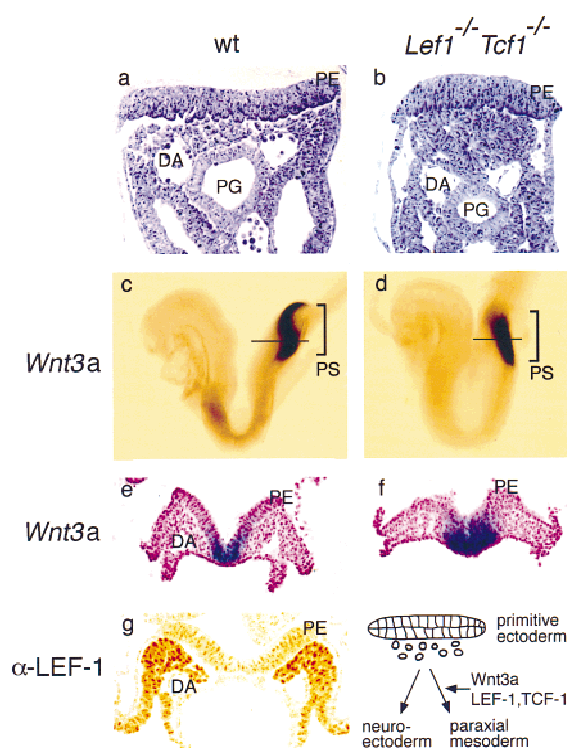 wt
Lef1-/-Tcf1-/-
a
PE
DA
PG
b
PE
DA
PG
Wnt3a
c
PS
d
PS
Wnt3a
e
PE
DA
f
PE
α-LEF-1
g
PE
DA
primitive
ectoderm
Wnt3a
LEF-1,TCF-1
neuro-
ectoderm
paraxial
mesoderm